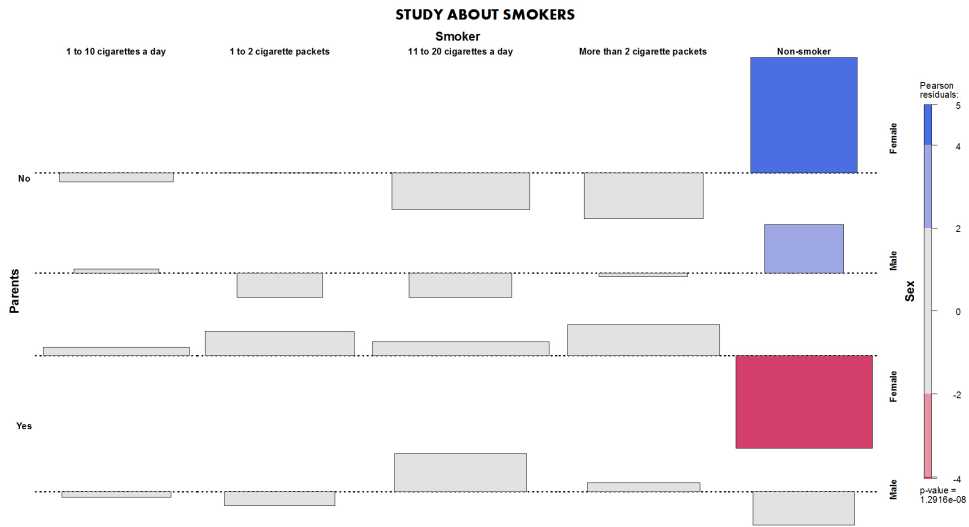 STUDY ABOUT SMOKERS
Smoker
1 to 10 cigarettes a day
1 to 2 cigarette packets
11 to 20 cigarettes a day
More than 2 cigarette packets
Non-smoker
Parents
No
Yes
Female
Male
Female
Male
Sex
Pearson
residuals:
5
4
2
0
-2
-4
p-value =
1.2916e-08